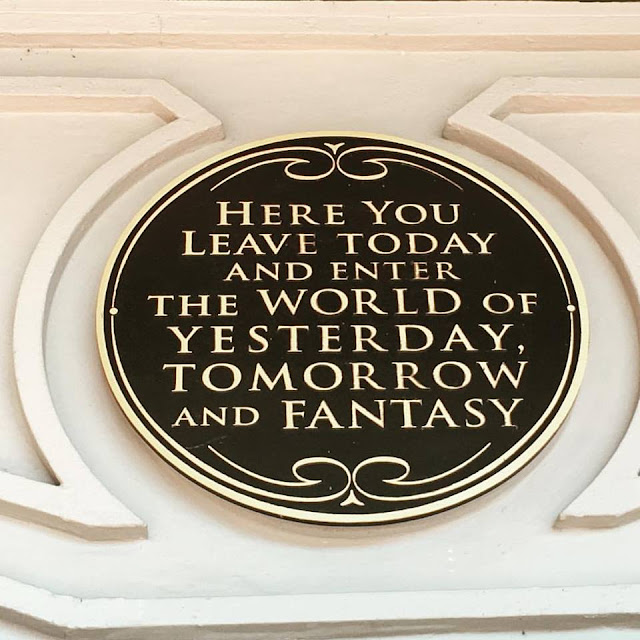 HERE YOU
LEAVE TODAY
AND ENTER
THE WORLD OF
YESTERDAY,
TOMORROW
AND FANTASY